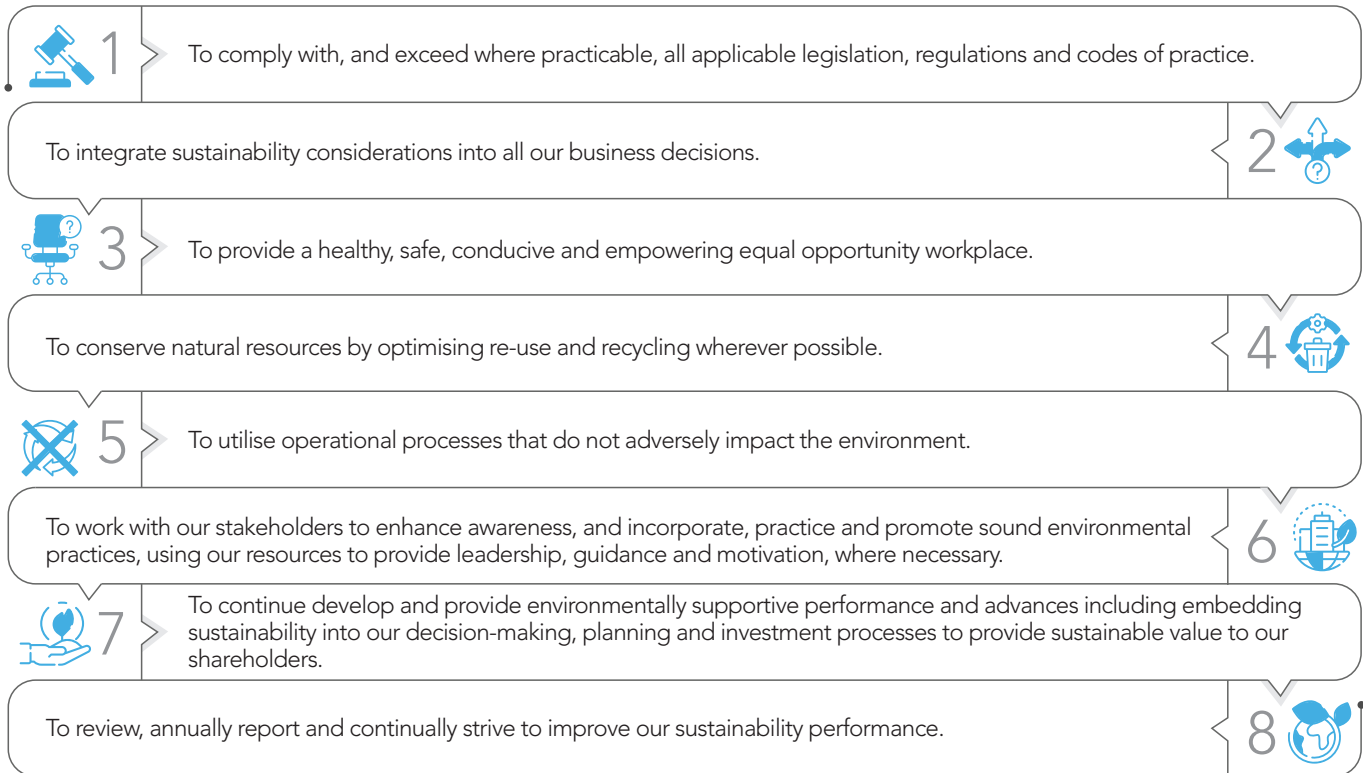 1
To comply with, and exceed where practicable, all applicable legislation, regulations and codes of practice.
To integrate sustainability considerations into all our business decisions.
2
?
?
3
To provide a healthy, safe, conducive and empowering equal opportunity workplace.
To conserve natural resources by optimising re-use and recycling wherever possible.
4
5
To utilise operational processes that do not adversely impact the environment.
To work with our stakeholders to enhance awareness, and incorporate, practice and promote sound environmental
practices, using our resources to provide leadership, guidance and motivation, where necessary.
6
7
To continue develop and provide environmentally supportive performance and advances including embedding
sustainability into our decision-making, planning and investment processes to provide sustainable value to our
shareholders.
To review, annually report and continually strive to improve our sustainability performance.
8